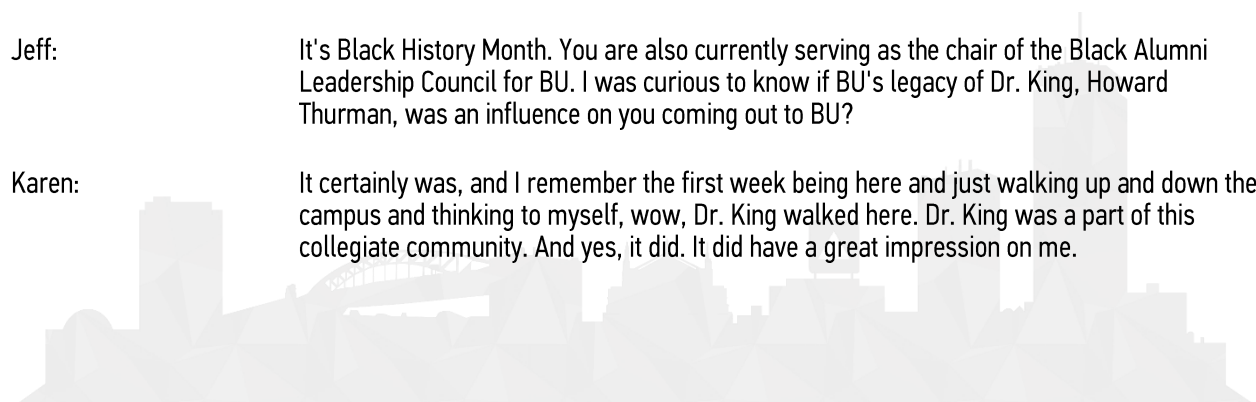 Jeff: It's Black History Month. You are also currently serving as the chair of the Black Alumni
Leadership Council for BU. I was curious to know if BU's legacy of Dr. King, Howard
Thurman, was an influence on you coming out to BU?
Karen: It certainly was, and I remember the first week being here and just walking up and down the
campus and thinking to myself, wow, Dr. King walked here. Dr. King was a part of this
collegiate community. And yes, it did. It did have a great impression on me.